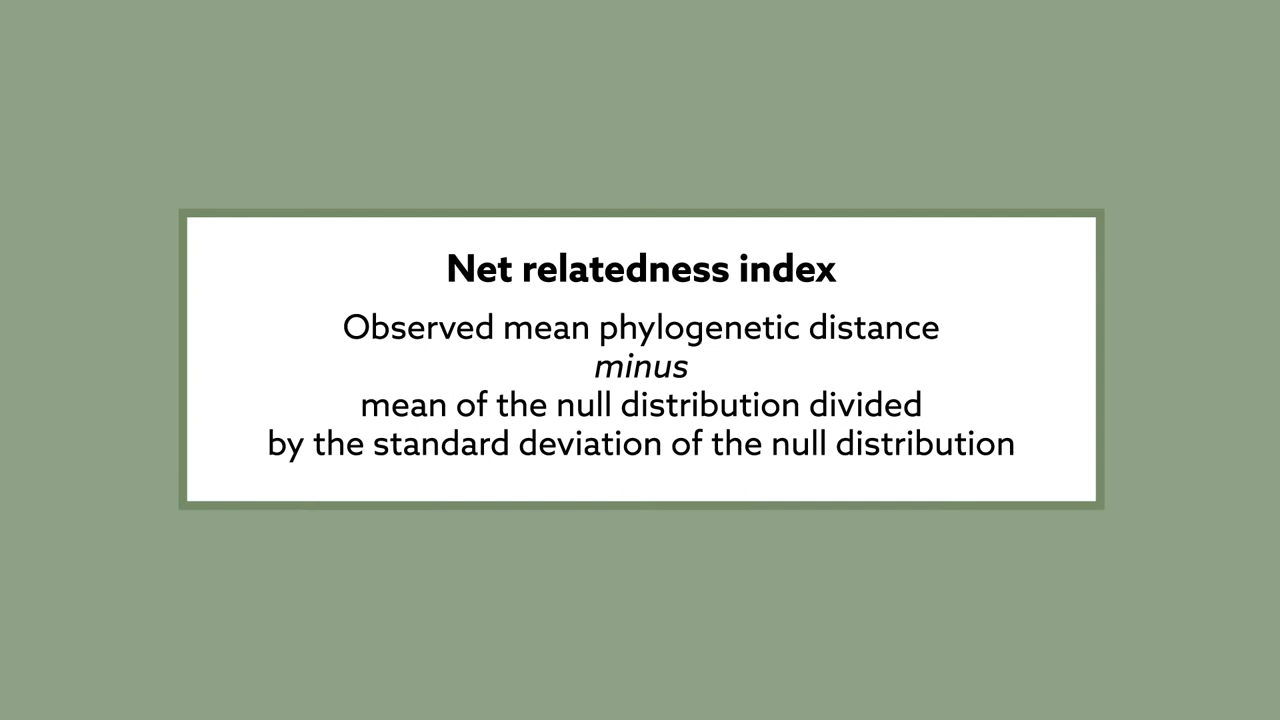 Net relatedness index
Observed mean phylogenetic distance
minus
mean of the null distribution divided
by the standard deviation of the null distribution